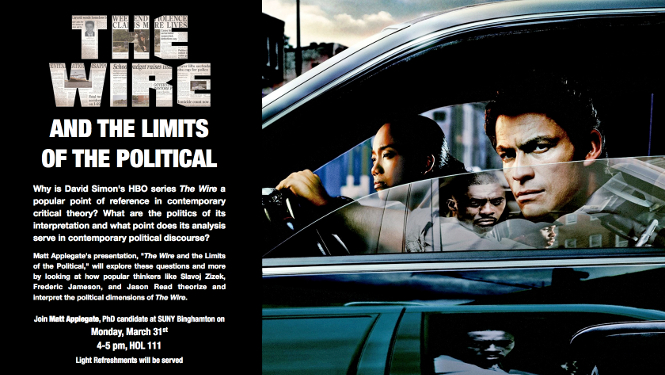 THE
WIRE
AND THE LIMITS
OF THE POLITICAL
Why is David Simon's HBO series The Wire a
popular point of reference in contemporary
critical theory? What are the politics of its
interpretation and what point does its analysis
serve in contemporary political discourse?
Matt Applegate's presentation, "The Wire and the Limits
of the Political," will explore these questions and more
by looking at how popular thinkers like Slavoj Zizek,
Frederic Jameson, and Jason Read theorize and
interpret the political dimensions of The Wire.
Join Matt Applegate, PhD candidate at SUNY Binghamton on
Monday, March 31st
4-5 pm, HOL 111
Light Refreshments will be served